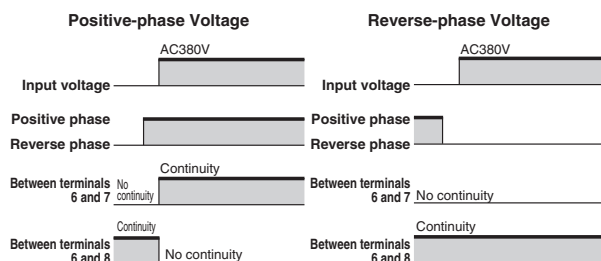 Positive-phase Voltage
AC380V
Input voltage
Positive phase
Reverse phase
Continuity
Between terminals
6 and 7
No
continuity
Continuity
Between terminals
6 and 8
No continuity
Reverse-phase Voltage
AC380V
Input voltage
Positive phase
Reverse phase
Between terminals
6 and 7
No continuity
Continuity
Between terminals
6 and 8